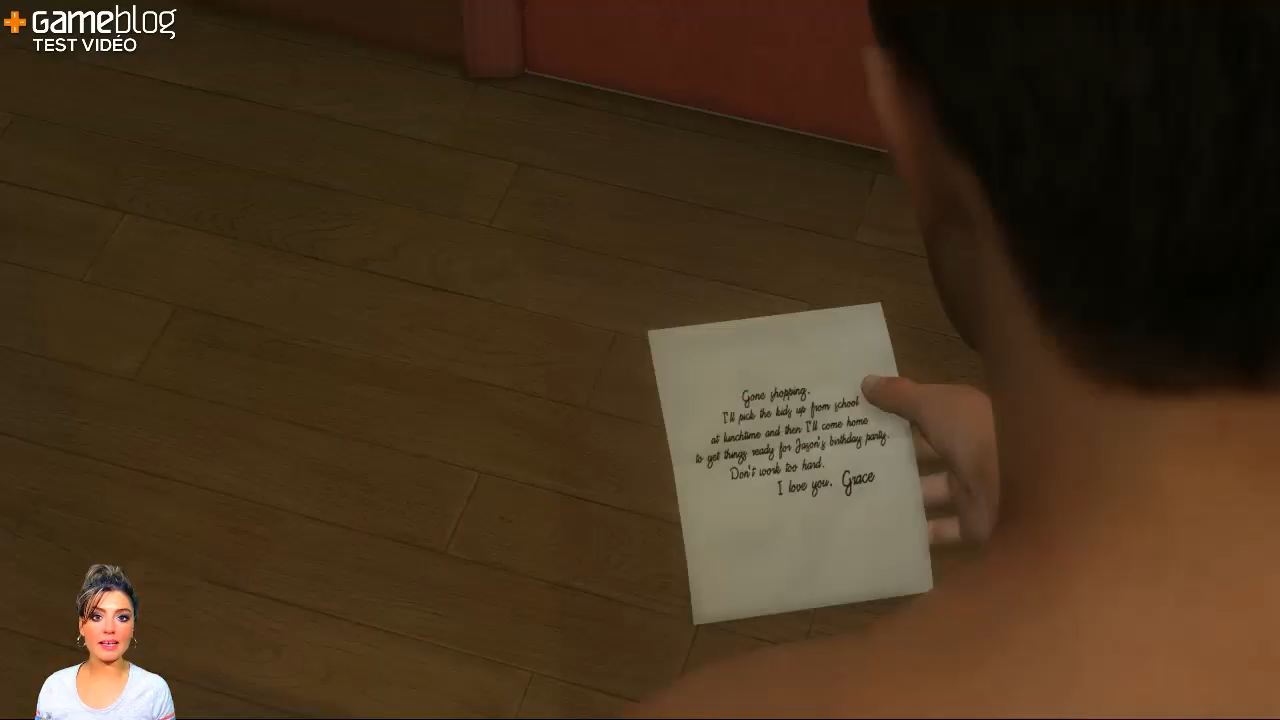 GAMEBLOG
TEST VIDÉO
Gone shopping.
I'll pick the kids up from school
at lunchtime and then I'll come home
to get things ready for Jason's birthday party.
Don't work too hard.
I love you, Grace